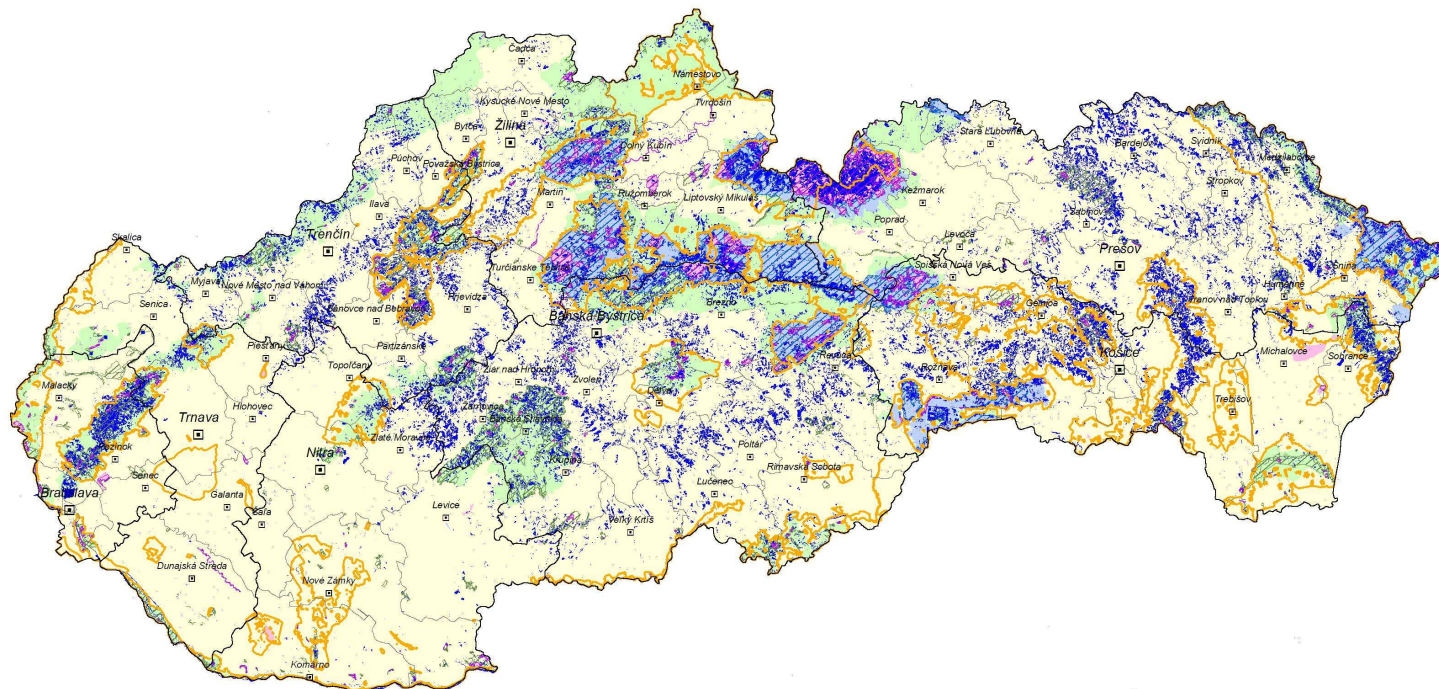 Čadca
Námestovo
Tvrdošín
Kysucké Nové Mesto
Žilina
Bytča
Dolný Kubín
Stará Ľubovňa
Bardejov
Svidník
Medzilaborce
Púchov
Považská Bystrica
Stropkov
Ilava
Martin
Ružomberok
Liptovský Mikuláš
Kežmarok
Sabinov
Poprad
Levoča
Prešov
Trenčín
Skalica
Turčianske Teplice
Spišská Nová Ves
Snina
Humenné
Myjava
Nové Mesto nad Váhom
Senica
Prievidza
Bánovce nad Bebravou
Brezno
Gelnica
Vranov nad Topľou
Banská Bystrica
Piešťany
Partizánske
Revúca
Rožňava
Košice
Michalovce
Sobrance
Topoľčany
Žiar nad Hronom
Zvolen
Detva
Malacky
Hlohovec
Trnava
Žarnovica
Banská Štiavnica
Trebišov
Zlaté Moravce
Pezinok
Nitra
Krupina
Poltár
Rimavská Sobota
Senec
Bratislava
Galanta
Šaľa
Levice
Lučenec
Veľký Krtíš
Dunajská Streda
Nové Zámky
Komárno